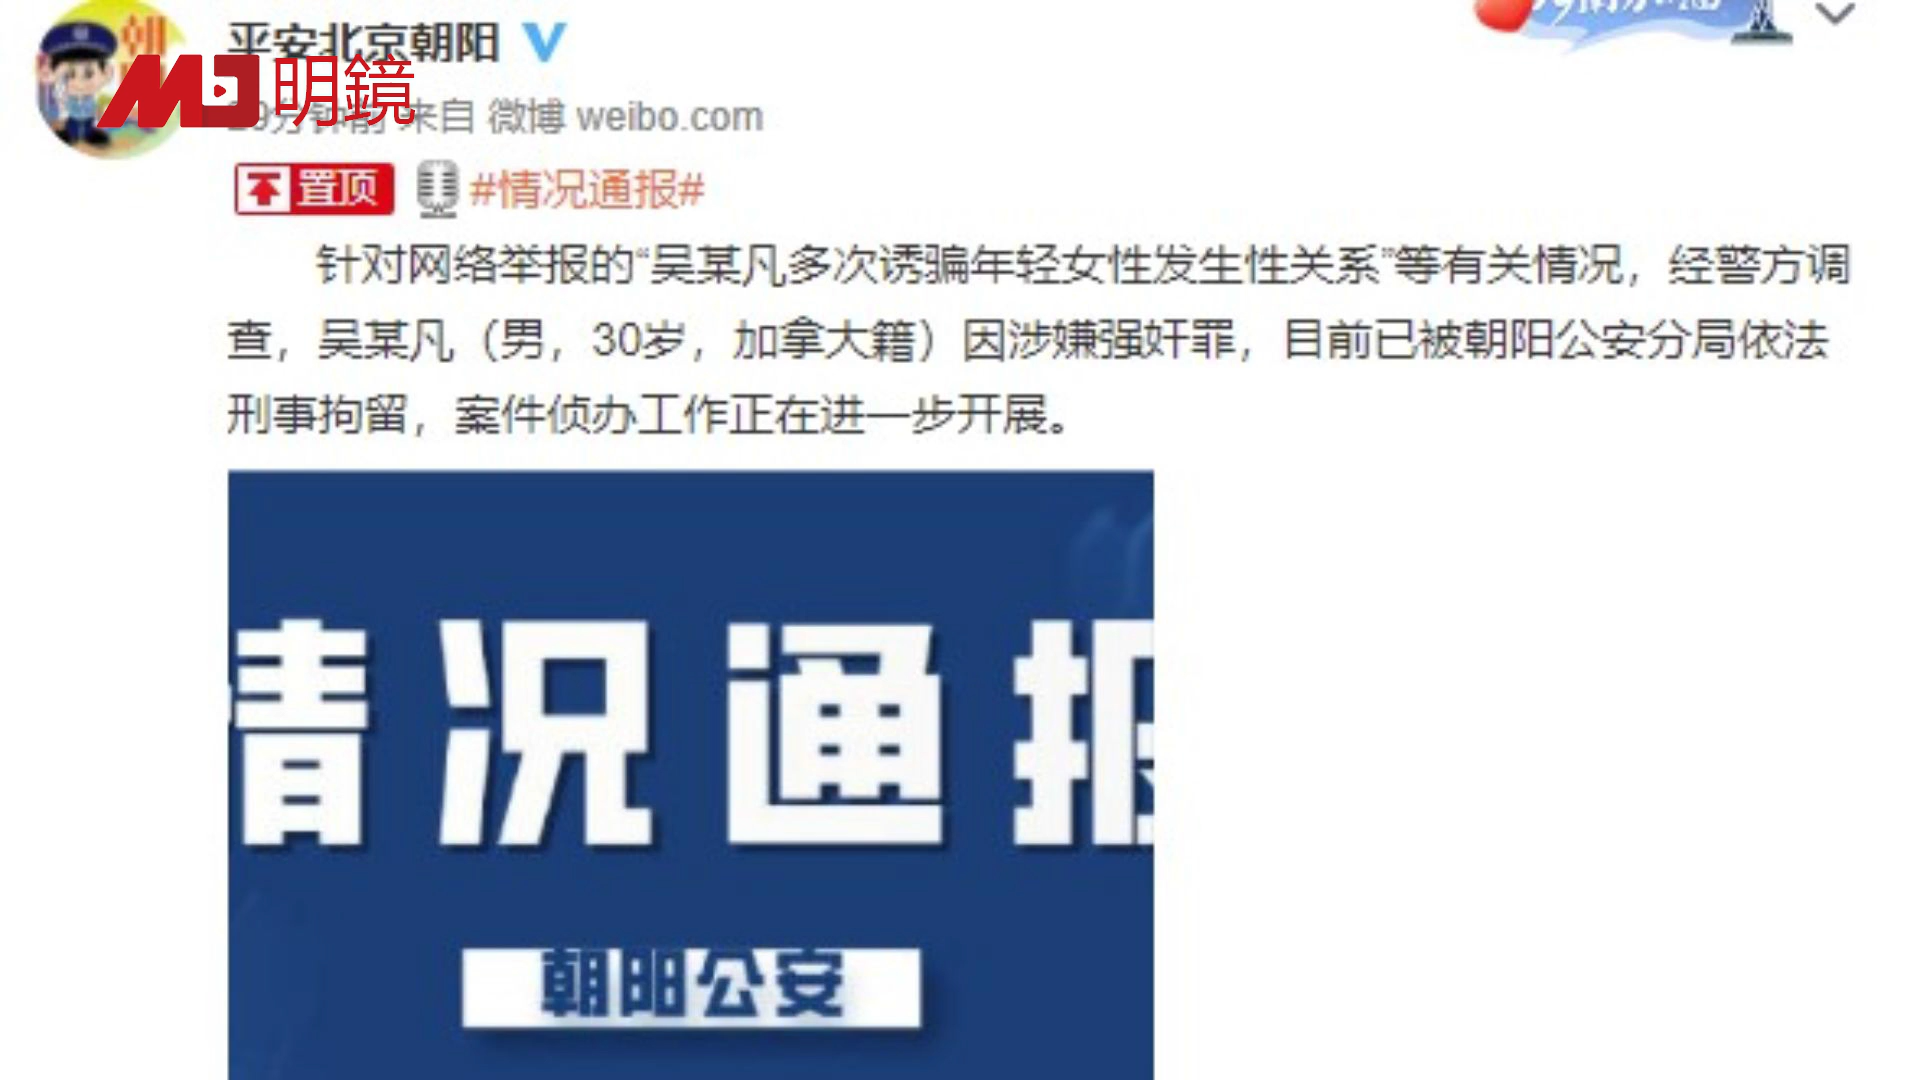 平安北京朝阳
明鏡
分钟前 来自 微博 weibo.com
置顶 #情况通报#
针对网络举报的“吴某凡多次诱骗年轻女性发生性关系”等有关情况，经警方调
查，吴某凡（男，30岁，加拿大籍）因涉嫌强奸罪，目前已被朝阳公安分局依法
刑事拘留，案件侦办工作正在进一步开展。
情况通报
朝阳公安